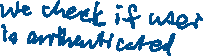 we check if user
is authenticated